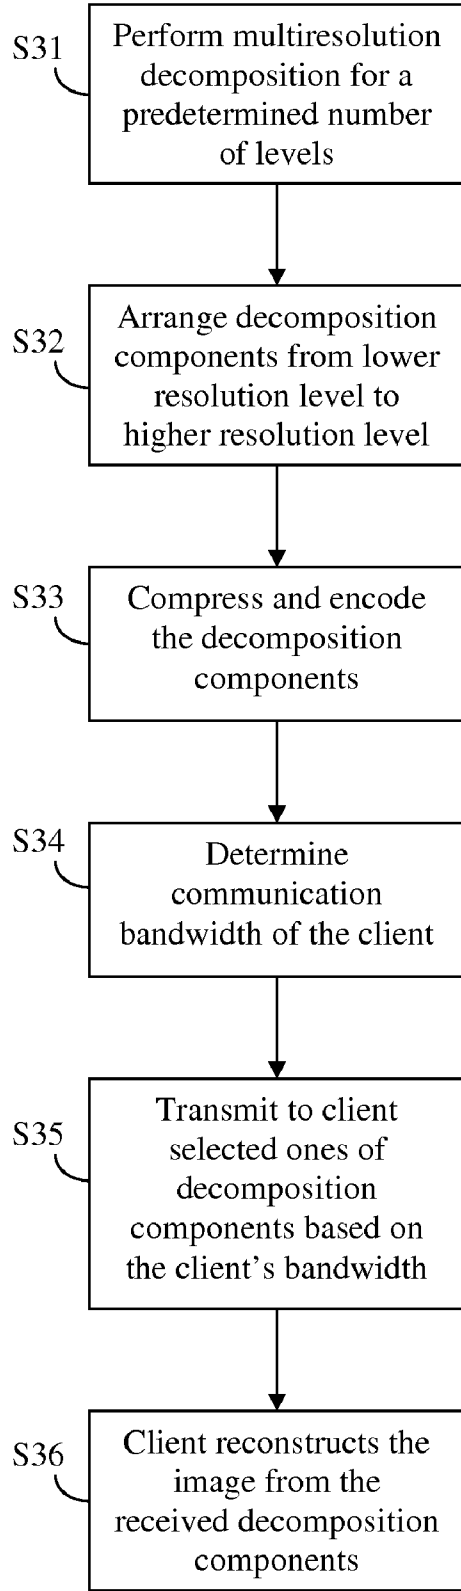 S31
Perform multiresolution
decomposition for a
predetermined number
of levels
S32
Arrange decomposition
components from lower
resolution level to
higher resolution level
S33
Compress and encode
the decomposition
components
S34
Determine
communication
bandwidth of the client
S35
Transmit to client
selected ones of
decomposition
components based on
the client's bandwidth
S36
Client reconstructs the
image from the
received decomposition
components